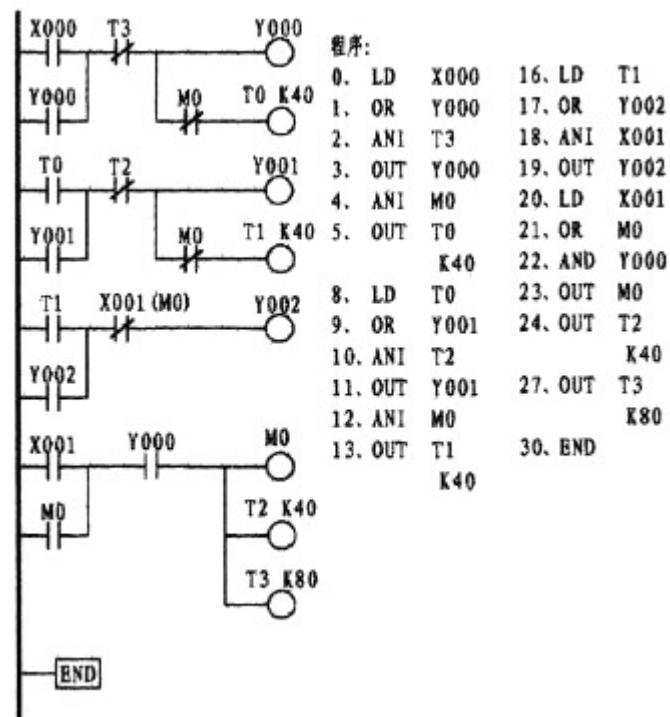 X000 T3 Y000
Y000 M0 T0 K40
T0 T2 Y001
Y001 M0 T1 K40
T1 X001(M0) Y002
Y002
X001 Y000 M0
M0 T2 K40
T3 K80
END
程序:
0. LD X000
1. OR Y000
2. ANI T3
3. OUT Y000
4. ANI M0
5. OUT T0
K40
8. LD T0
9. OR Y001
10. ANI T2
11. OUT Y001
12. ANI M0
13. OUT T1
K40
16. LD T1
17. OR Y002
18. ANI X001
19. OUT Y002
20. LD X001
21. OR M0
22. AND Y000
23. OUT M0
24. OUT T2
K40
27. OUT T3
K80
30. END